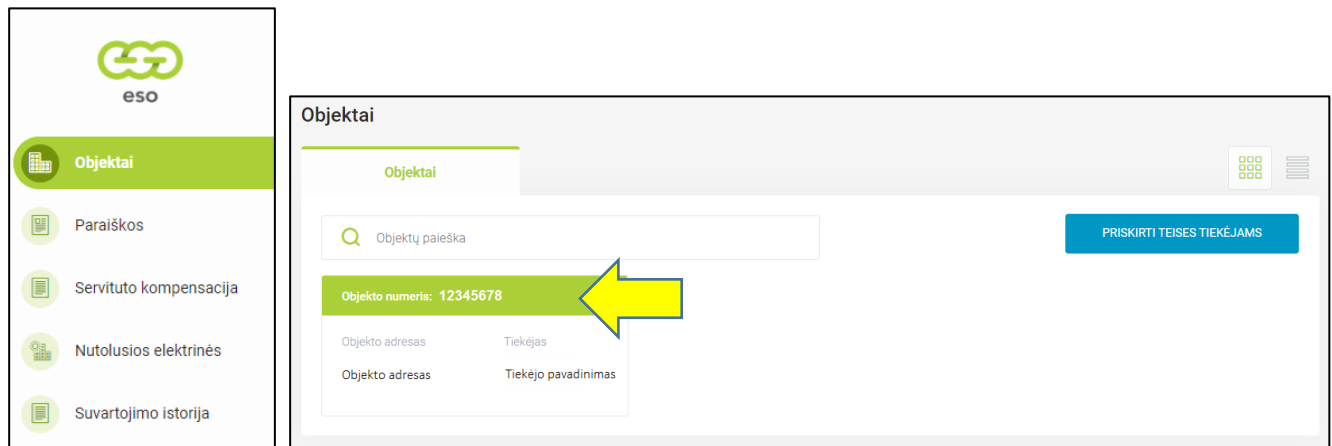 eso
Objektai
Paraiškos
Servituto kompensacija
Nutolusios elektrinės
Suvartojimo istorija
Objektai
Objektai
Objektų paieška
PRISKIRTI TEISES TIEKĖJAMS
Objekto numeris: 12345678
Objekto adresas Tiekėjas
Objekto adresas Tiekėjo pavadinimas